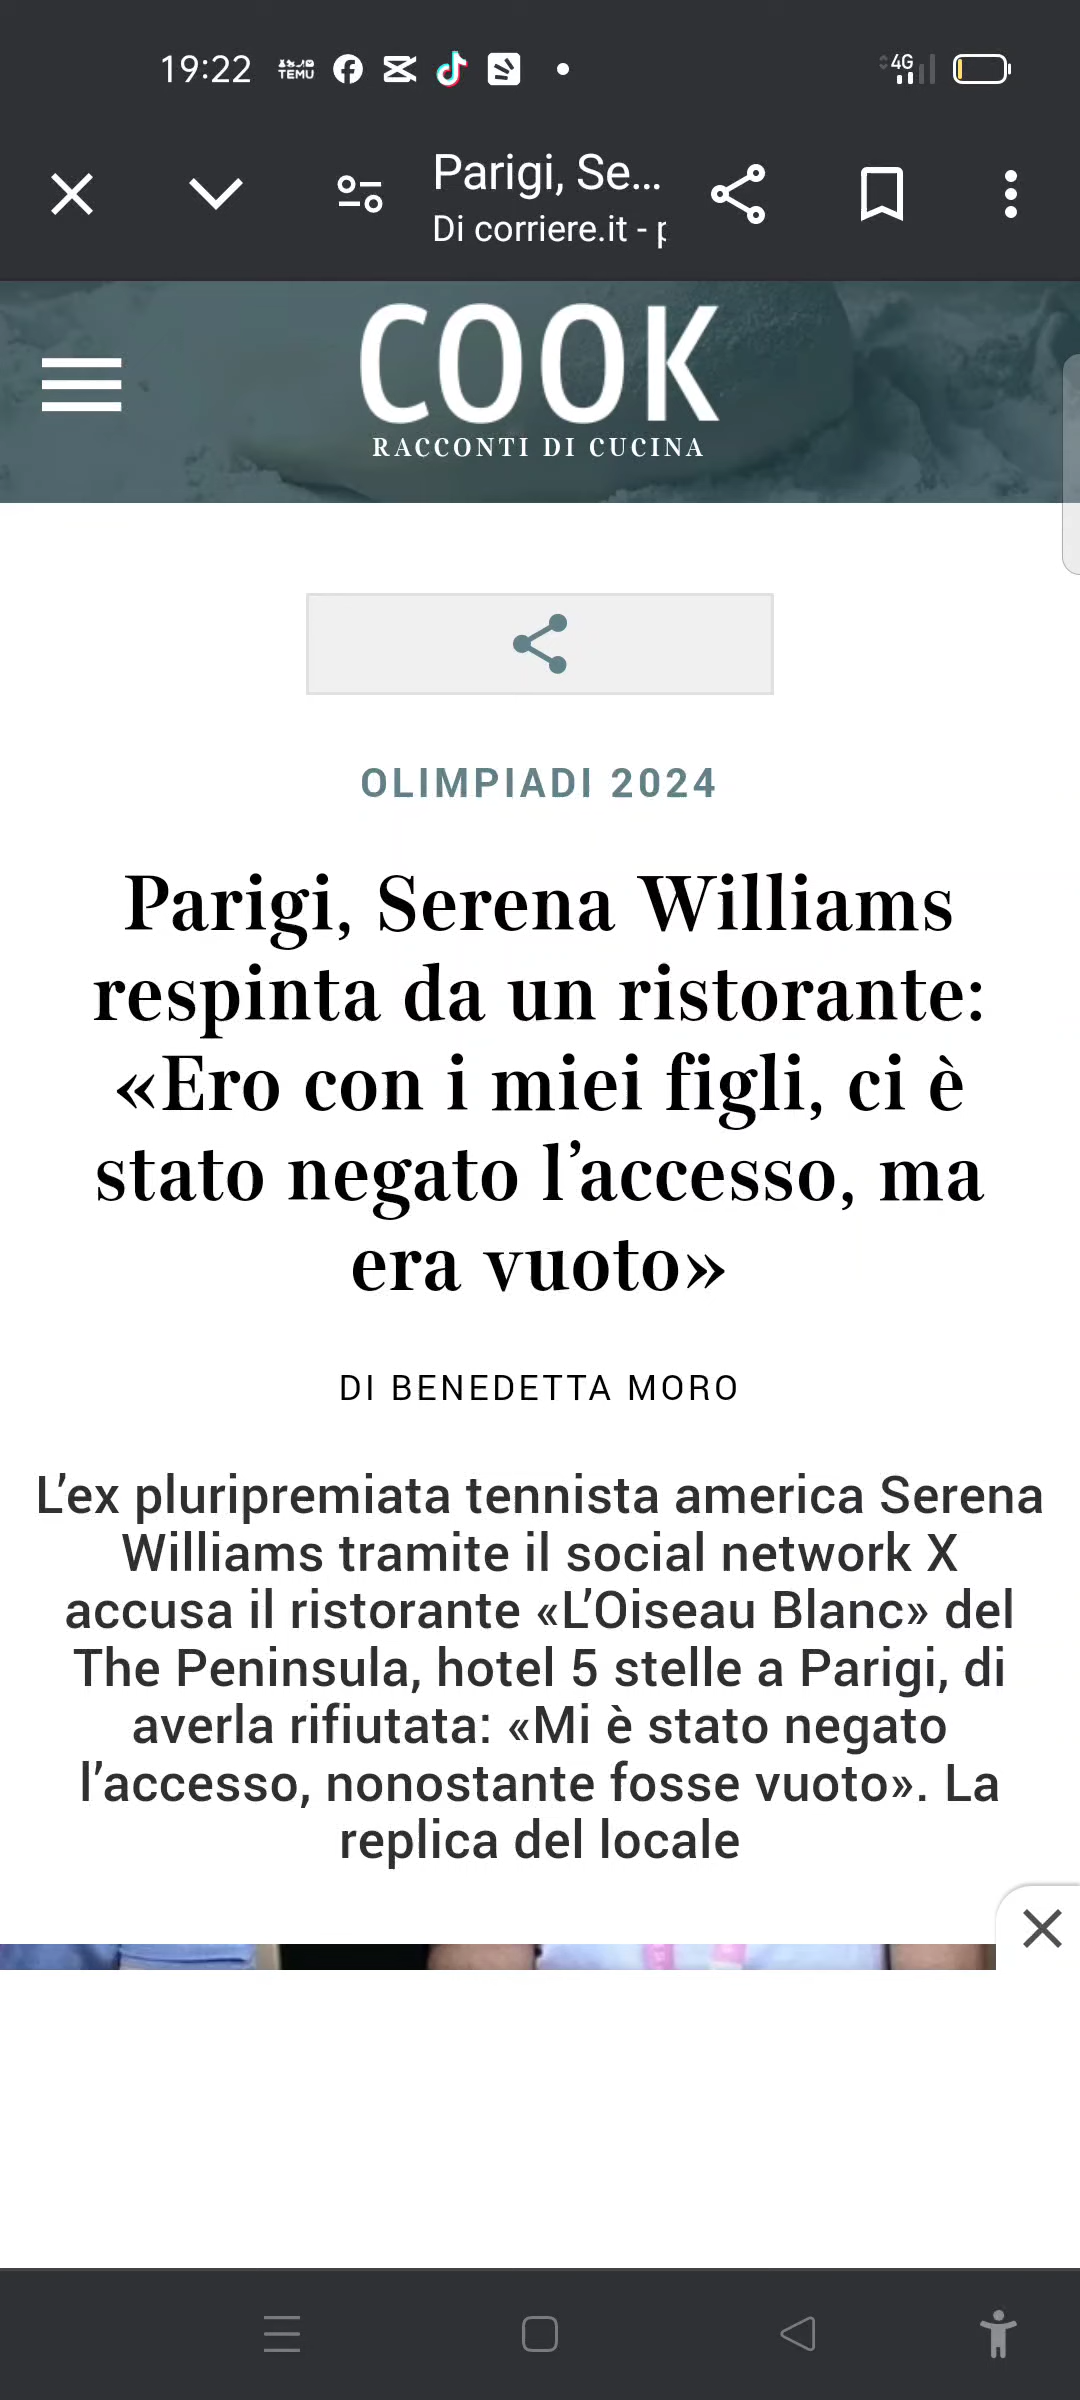 19:22 TEMU 4G
Parigi, Se...
Di corriere.it -
COOK
RACCONTI DI CUCINA
OLIMPIADI 2024
Parigi, Serena Williams
respinta da un ristorante:
«Ero con i miei figli, ci è
stato negato l’accesso, ma
era vuoto»
DI BENEDETTA MORO
L’ex pluripremiata tennista america Serena
Williams tramite il social network X
accusa il ristorante «L’Oiseau Blanc» del
The Peninsula, hotel 5 stelle a Parigi, di
averla rifiutata: «Mi è stato negato
l’accesso, nonostante fosse vuoto». La
replica del locale